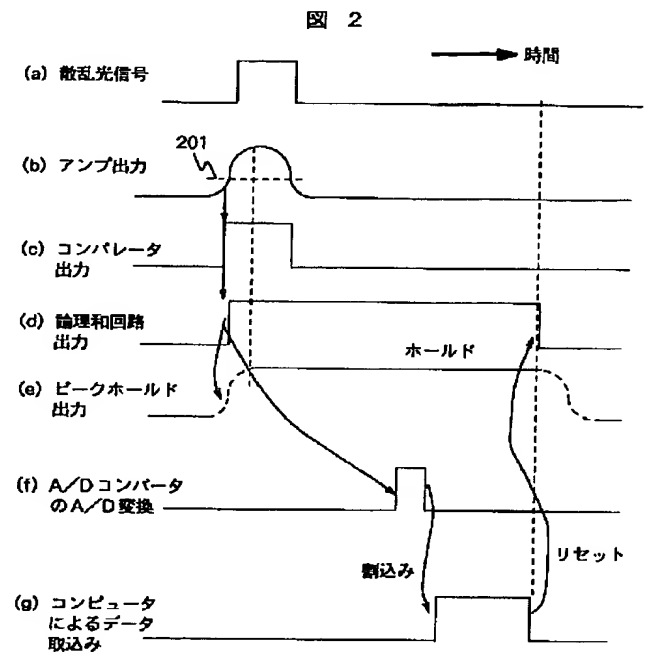 図 2
時間
(a) 散乱光信号
201
(b) アンプ出力
(c) コンパレータ
出力
(d) 論理和回路
出力
ホールド
(e) ピークホールド
出力
(f) A/Dコンバータ
のA/D変換
割込み
リセット
(g) コンピュータ
によるデータ
取込み